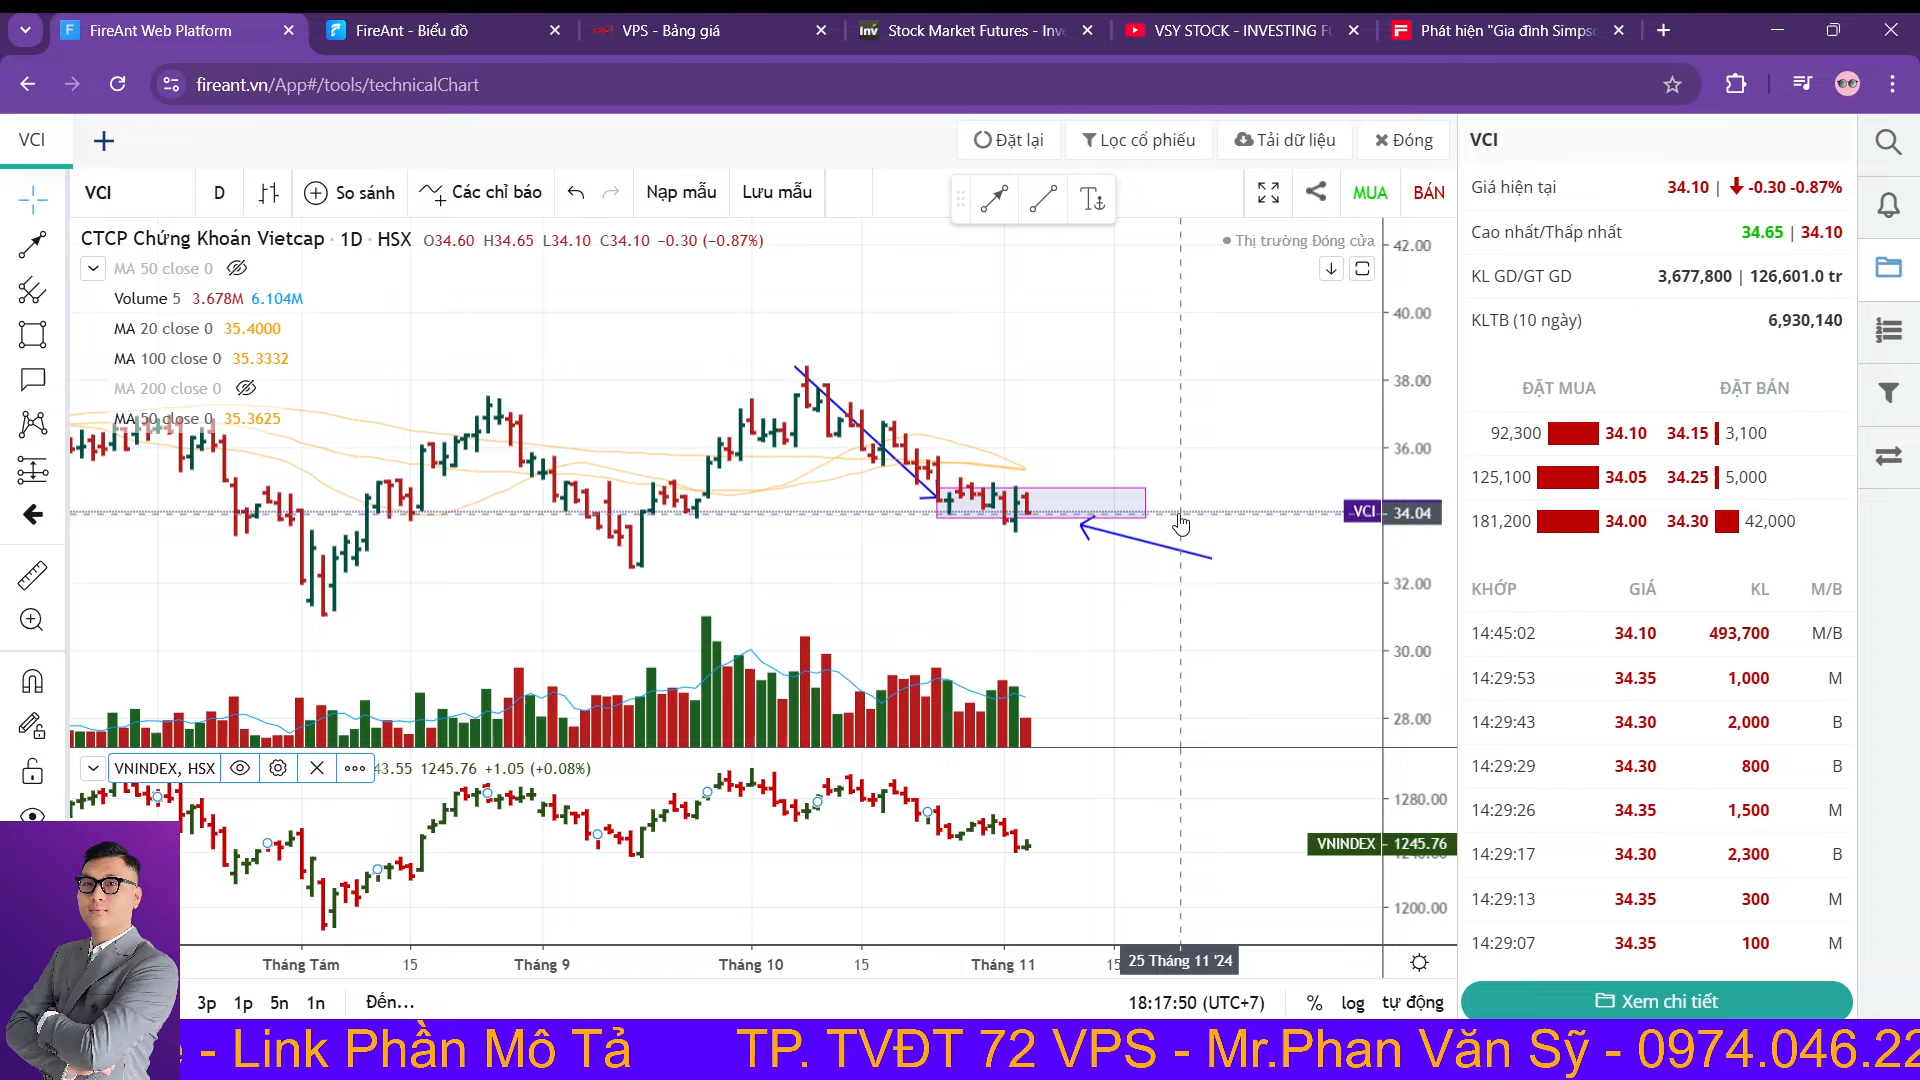 FireAnt Web Platform
FireAnt - Biểu đồ
VPS - Bảng giá
Stock Market Futures - Inve
VSY STOCK - INVESTING F
Phát hiện "Gia đình Simps
fireant.vn/App#/tools/technicalChart
VCI
Đặt lại
Lọc cổ phiếu
Tải dữ liệu
Đóng
VCI
D
So sánh
Các chỉ báo
Nạp mẫu
Lưu mẫu
MUA
BÁN
CTCP Chứng Khoán Vietcap · 1D · HSX O34.60 H34.65 L34.10 C34.10 −0.30 (−0.87%)
Thị trường Đóng cửa
MA 50 close 0
Volume 5 3.678M 6.104M
MA 20 close 0 35.4000
MA 100 close 0 35.3332
MA 200 close 0
MA 50 close 0 35.3625
42.00
40.00
38.00
36.00
VCI 34.04
32.00
30.00
28.00
VNINDEX, HSX
43.55 1245.76 +1.05 (+0.08%)
1280.00
VNINDEX 1245.76
1200.00
Tháng Tám
15
Tháng 9
Tháng 10
15
Tháng 11
15
25 Tháng 11 '24
3p 1p 5n 1n
Đến...
18:17:50 (UTC+7)
% log tự động
VCI
Giá hiện tại 34.10 | -0.30 -0.87%
Cao nhất/Thấp nhất 34.65 | 34.10
KL GD/GT GD 3,677,800 | 126,601.0 tr
KLTB (10 ngày) 6,930,140
ĐẶT MUA ĐẶT BÁN
92,300 34.10 34.15 3,100
125,100 34.05 34.25 5,000
181,200 34.00 34.30 42,000
KHỚP GIÁ KL M/B
14:45:02 34.10 493,700 M/B
14:29:53 34.35 1,000 M
14:29:43 34.30 2,000 B
14:29:29 34.30 800 B
14:29:26 34.35 1,500 M
14:29:17 34.30 2,300 B
14:29:13 34.35 300 M
14:29:07 34.35 100 M
Xem chi tiết
- Link Phần Mô Tả TP. TVĐT 72 VPS - Mr.Phan Văn Sỹ - 0974.046.22